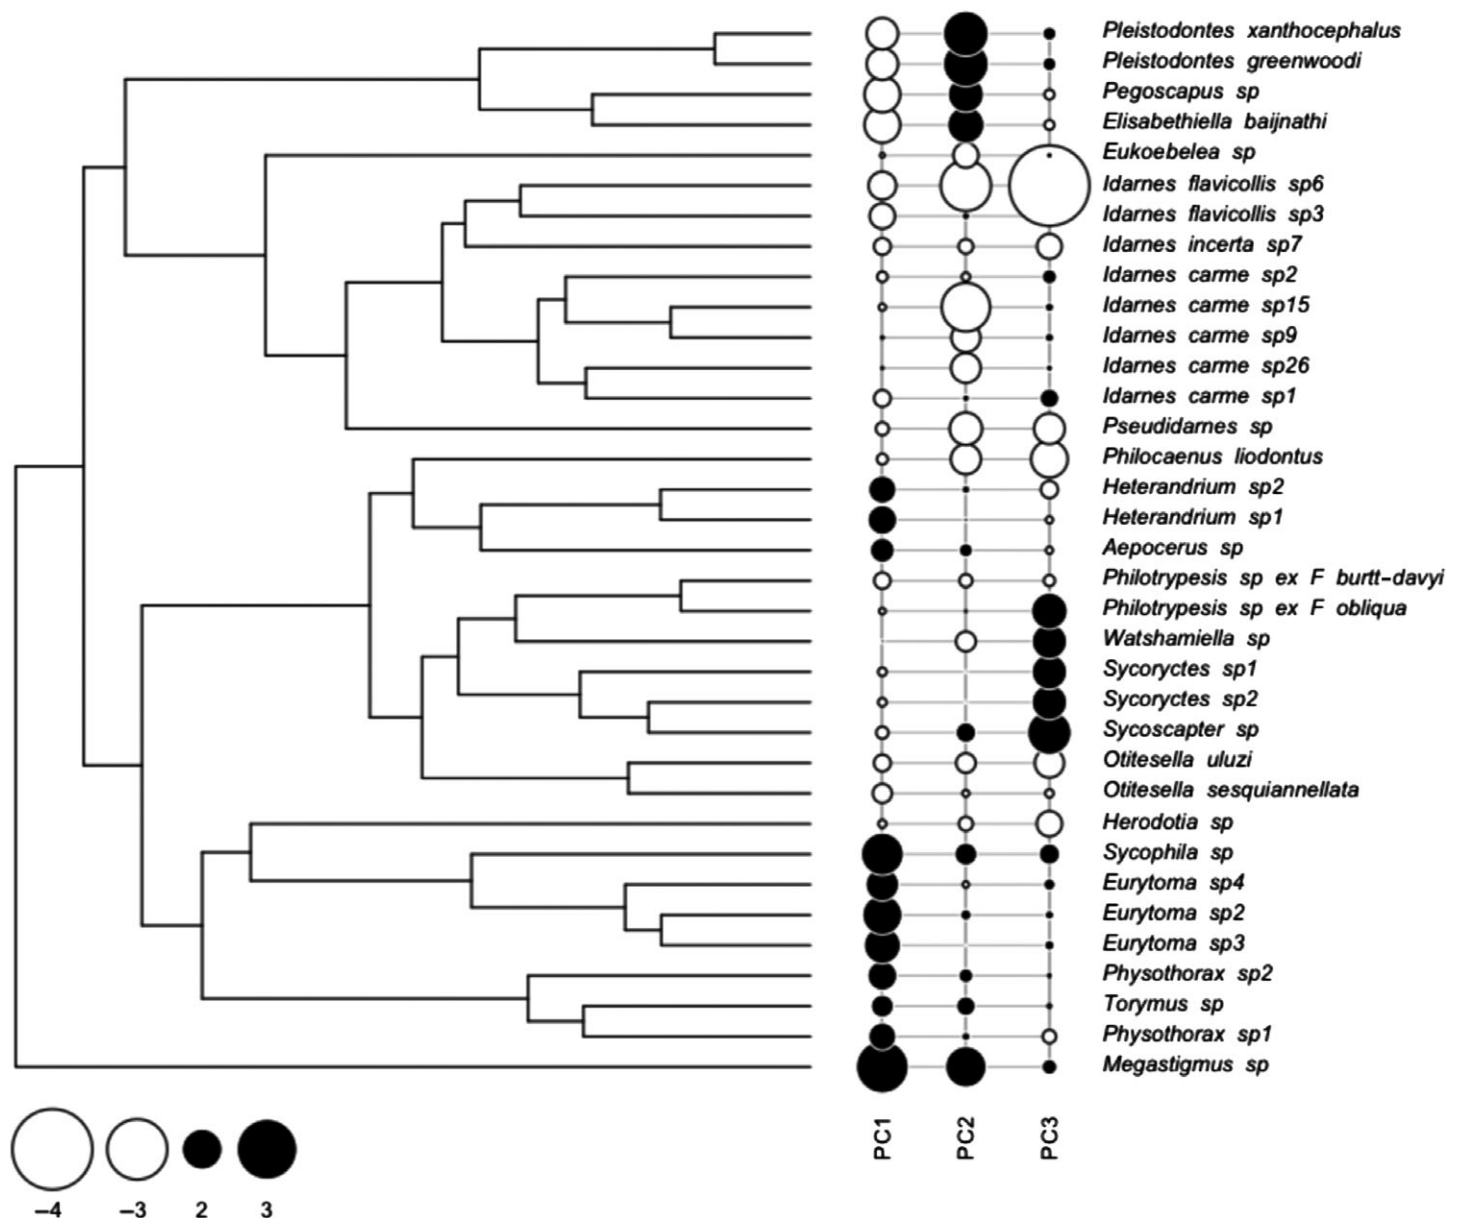 Pleistodontes xanthocephalus
Pleistodontes greenwoodi
Pegoscapus sp
Elisabethiella baijnathi
Eukoebelea sp
Idarnes flavicollis sp6
Idarnes flavicollis sp3
Idarnes incerta sp7
Idarnes carme sp2
Idarnes carme sp15
Idarnes carme sp9
Idarnes carme sp26
Idarnes carme sp1
Pseudidarnes sp
Philocaenus liodontus
Heterandrium sp2
Heterandrium sp1
Aepocerus sp
Philotrypesis sp ex F burtt-davyi
Philotrypesis sp ex F obliqua
Watshamiella sp
Sycoryctes sp1
Sycoryctes sp2
Sycoscapter sp
Otitesella uluzi
Otitesella sesquiannellata
Herodotia sp
Sycophila sp
Eurytoma sp4
Eurytoma sp2
Eurytoma sp3
Physothorax sp2
Torymus sp
Physothorax sp1
Megastigmus sp
PC1 PC2 PC3
−4 −3 2 3